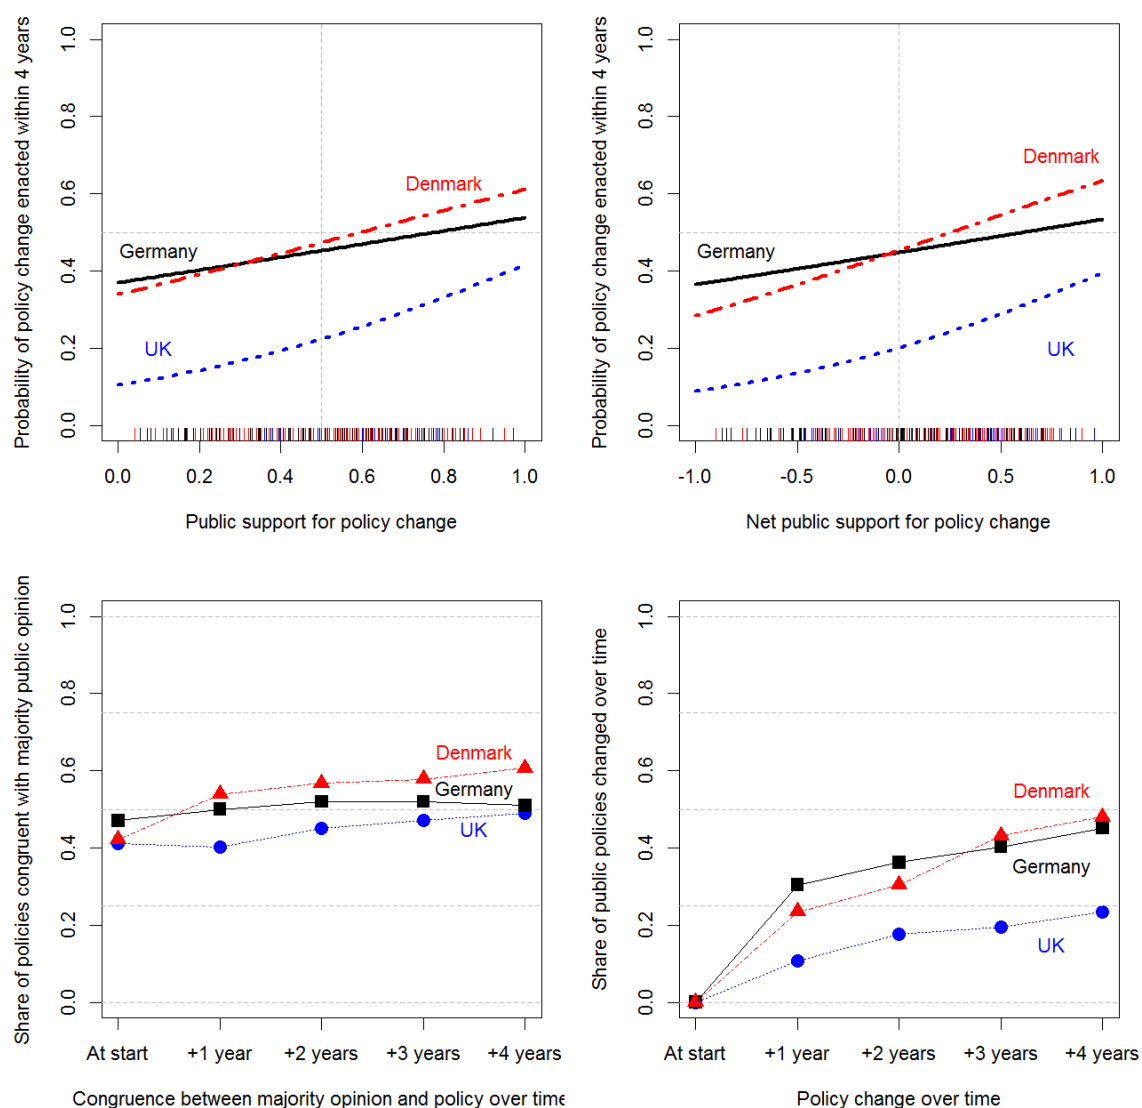 Probability of policy change enacted within 4 years
1.0
0.8
0.6
0.4
0.2
0.0
Denmark
Germany
UK
0.0 0.2 0.4 0.6 0.8 1.0
Public support for policy change
Probability of policy change enacted within 4 years
1.0
0.8
0.6
0.4
0.2
0.0
Denmark
Germany
UK
-1.0 -0.5 0.0 0.5 1.0
Net public support for policy change
Share of policies congruent with majority public opinion
1.0
0.8
0.6
0.4
0.2
0.0
Denmark
Germany
UK
At start +1 year +2 years +3 years +4 years
Congruence between majority opinion and policy over time
Share of public policies changed over time
1.0
0.8
0.6
0.4
0.2
0.0
Denmark
Germany
UK
At start +1 year +2 years +3 years +4 years
Policy change over time